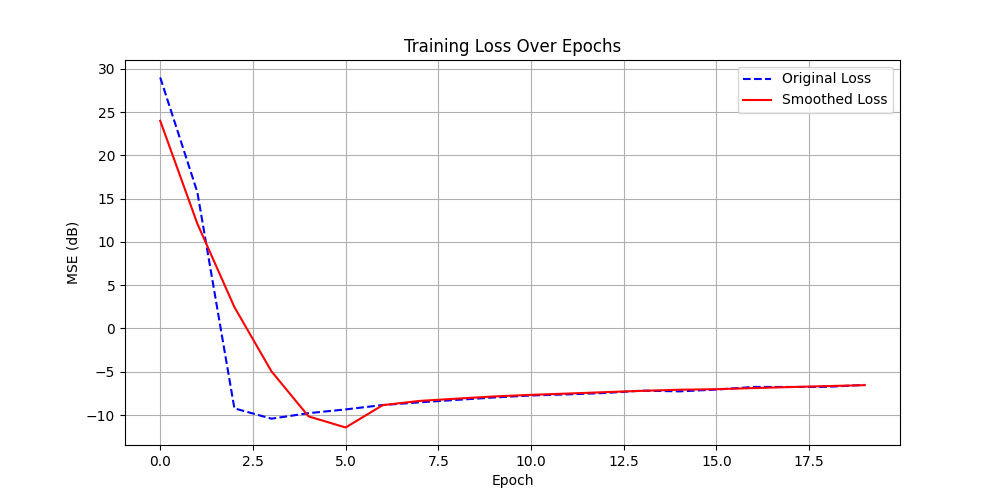 Training Loss Over Epochs
Original Loss
Smoothed Loss
MSE (dB)
30
25
20
15
10
5
0
−5
−10
0.0 2.5 5.0 7.5 10.0 12.5 15.0 17.5
Epoch